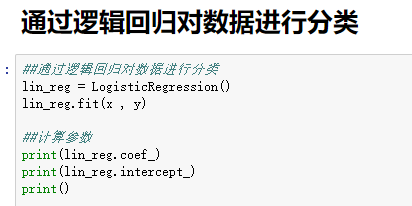 通过逻辑回归对数据进行分类
:
##通过逻辑回归对数据进行分类
lin_reg = LogisticRegression()
lin_reg.fit(x , y)
##计算参数
print(lin_reg.coef_)
print(lin_reg.intercept_)
print()